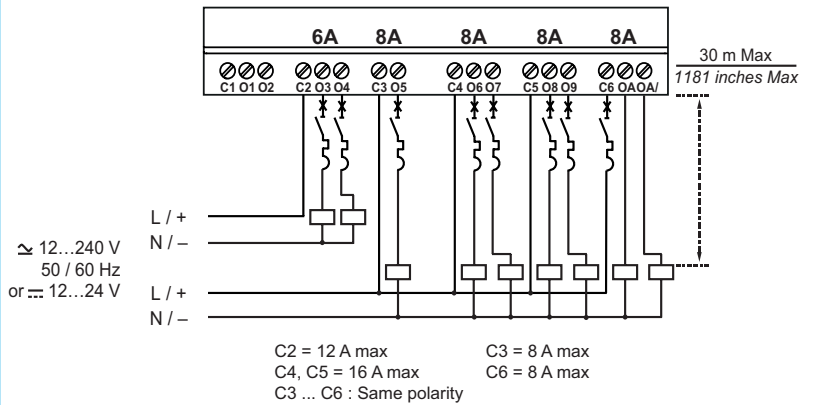 6A 8A 8A 8A 8A
30 m Max
1181 inches Max
C1 O1 O2 C2 O3 O4 C3 O5 C4 O6 O7 C5 O8 O9 C6 OA OA/
L / +
N / –
≃ 12...240 V
50 / 60 Hz
or ⎓ 12...24 V
L / +
N / –
C2 = 12 A max C3 = 8 A max
C4, C5 = 16 A max C6 = 8 A max
C3 ... C6 : Same polarity